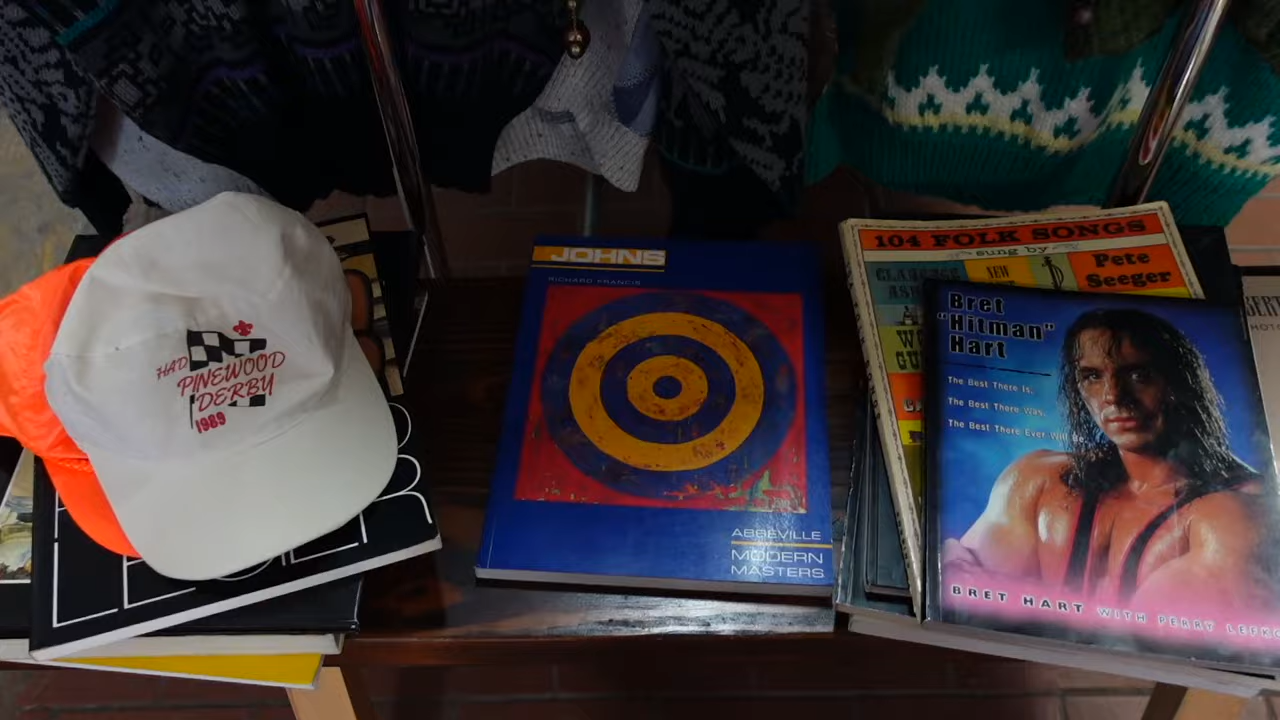 HAD
PINEWOOD
DERBY
1989
JOHNS
RICHARD FRANCIS
ABBEVILLE
MODERN
MASTERS
104 FOLK SONGS
sung by
Pete
Seeger
NEW
Bret
"Hitman"
Hart
The Best There Is.
The Best There Was.
The Best There Ever Will Be.
BRET HART WITH PERRY